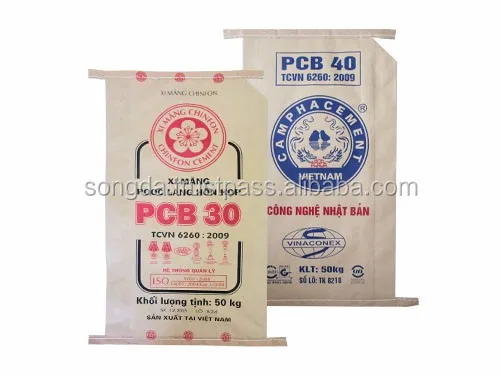 XI MĂNG CHINFON
XI MĂNG CHINFON
CHINFON CEMENT
XI MĂNG
POOC LĂNG HỖN HỢP
PCB 30
TCVN 6260: 2009
HỆ THỐNG QUẢN LÝ
ISO
Khối lượng tịnh: 50 kg
SẢN XUẤT TẠI VIỆT NAM
PCB 40
TCVN 6260: 2009
CAMPHACEMENT
®
VIETNAM
CÔNG NGHỆ NHẬT BẢN
VINACONEX
KLT: 50kg
SỐ LÔ: TN 8218